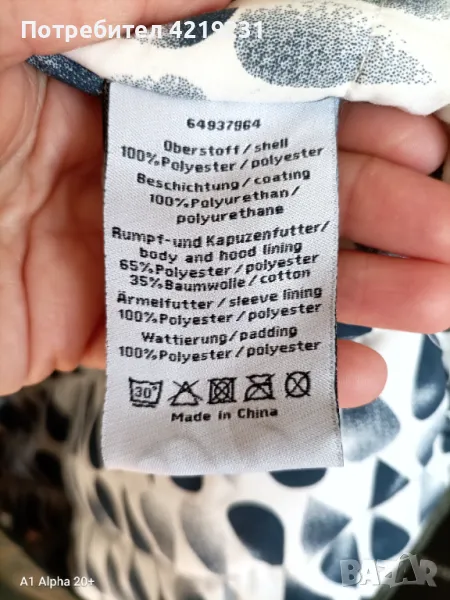 Потребител 4219931
64937964
Oberstoff/shell
100%Polyester/polyester
Beschichtung/coating
100%Polyurethan/
polyurethane
Rumpf-und Kapuzenfutter/
body and hood lining
65%Polyester/polyester
35%Baumwolle/cotton
Ärmelfutter/sleeve lining
100%Polyester/polyester
Wattierung/padding
100%Polyester/polyester
30°
Made in China
A1 Alpha 20+
BAZAR